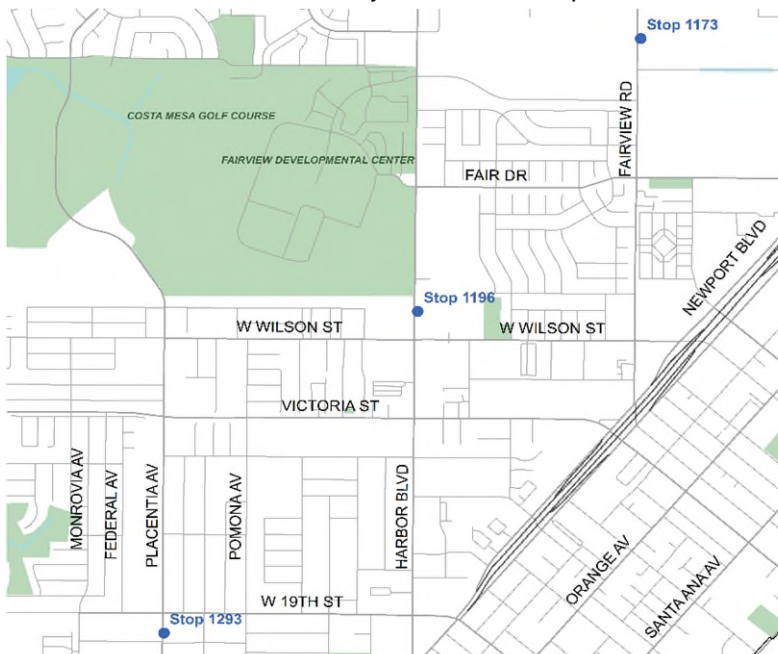 Stop 1173
COSTA MESA GOLF COURSE
FAIRVIEW RD
FAIRVIEW DEVELOPMENTAL CENTER
FAIR DR
NEWPORT BLVD
Stop 1196
W WILSON ST
W WILSON ST
VICTORIA ST
MONROVIA AV
FEDERAL AV
PLACENTIA AV
POMONA AV
HARBOR BLVD
ORANGE AV
SANTA ANA AV
W 19TH ST
Stop 1293